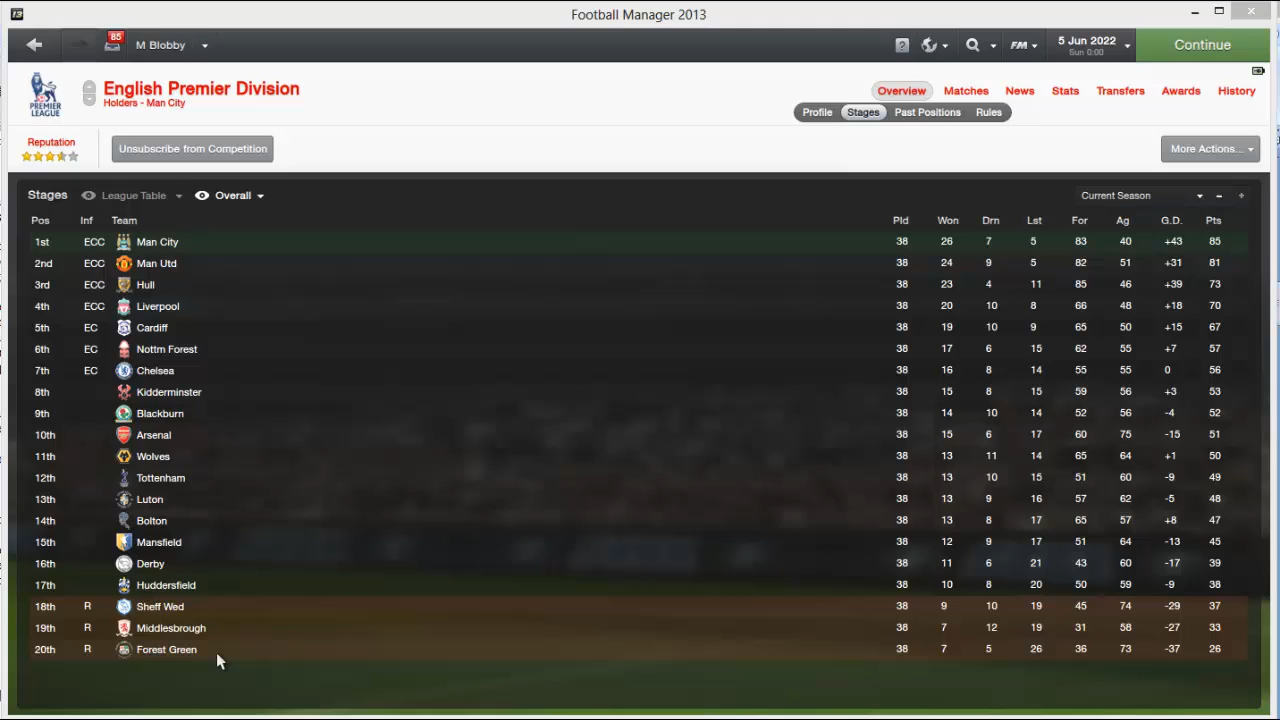 Football Manager 2013
13
85
M Blobby
FM
5 Jun 2022
Sun 0:00
Continue
English Premier Division
Holders - Man City
PREMIER LEAGUE
Overview Matches News Stats Transfers Awards History
Profile Stages Past Positions Rules
Reputation
Unsubscribe from Competition
More Actions...
Stages League Table Overall Current Season
Pos Inf Team Pld Won Drn Lst For Ag G.D. Pts
1st ECC Man City 38 26 7 5 83 40 +43 85
2nd ECC Man Utd 38 24 9 5 82 51 +31 81
3rd ECC Hull 38 23 4 11 85 46 +39 73
4th ECC Liverpool 38 20 10 8 66 48 +18 70
5th EC Cardiff 38 19 10 9 65 50 +15 67
6th EC Nottm Forest 38 17 6 15 62 55 +7 57
7th EC Chelsea 38 16 8 14 55 55 0 56
8th Kidderminster 38 15 8 15 59 56 +3 53
9th Blackburn 38 14 10 14 52 56 -4 52
10th Arsenal 38 15 6 17 60 75 -15 51
11th Wolves 38 13 11 14 65 64 +1 50
12th Tottenham 38 13 10 15 51 60 -9 49
13th Luton 38 13 9 16 57 62 -5 48
14th Bolton 38 13 8 17 65 57 +8 47
15th Mansfield 38 12 9 17 51 64 -13 45
16th Derby 38 11 6 21 43 60 -17 39
17th Huddersfield 38 10 8 20 50 59 -9 38
18th R Sheff Wed 38 9 10 19 45 74 -29 37
19th R Middlesbrough 38 7 12 19 31 58 -27 33
20th R Forest Green 38 7 5 26 36 73 -37 26